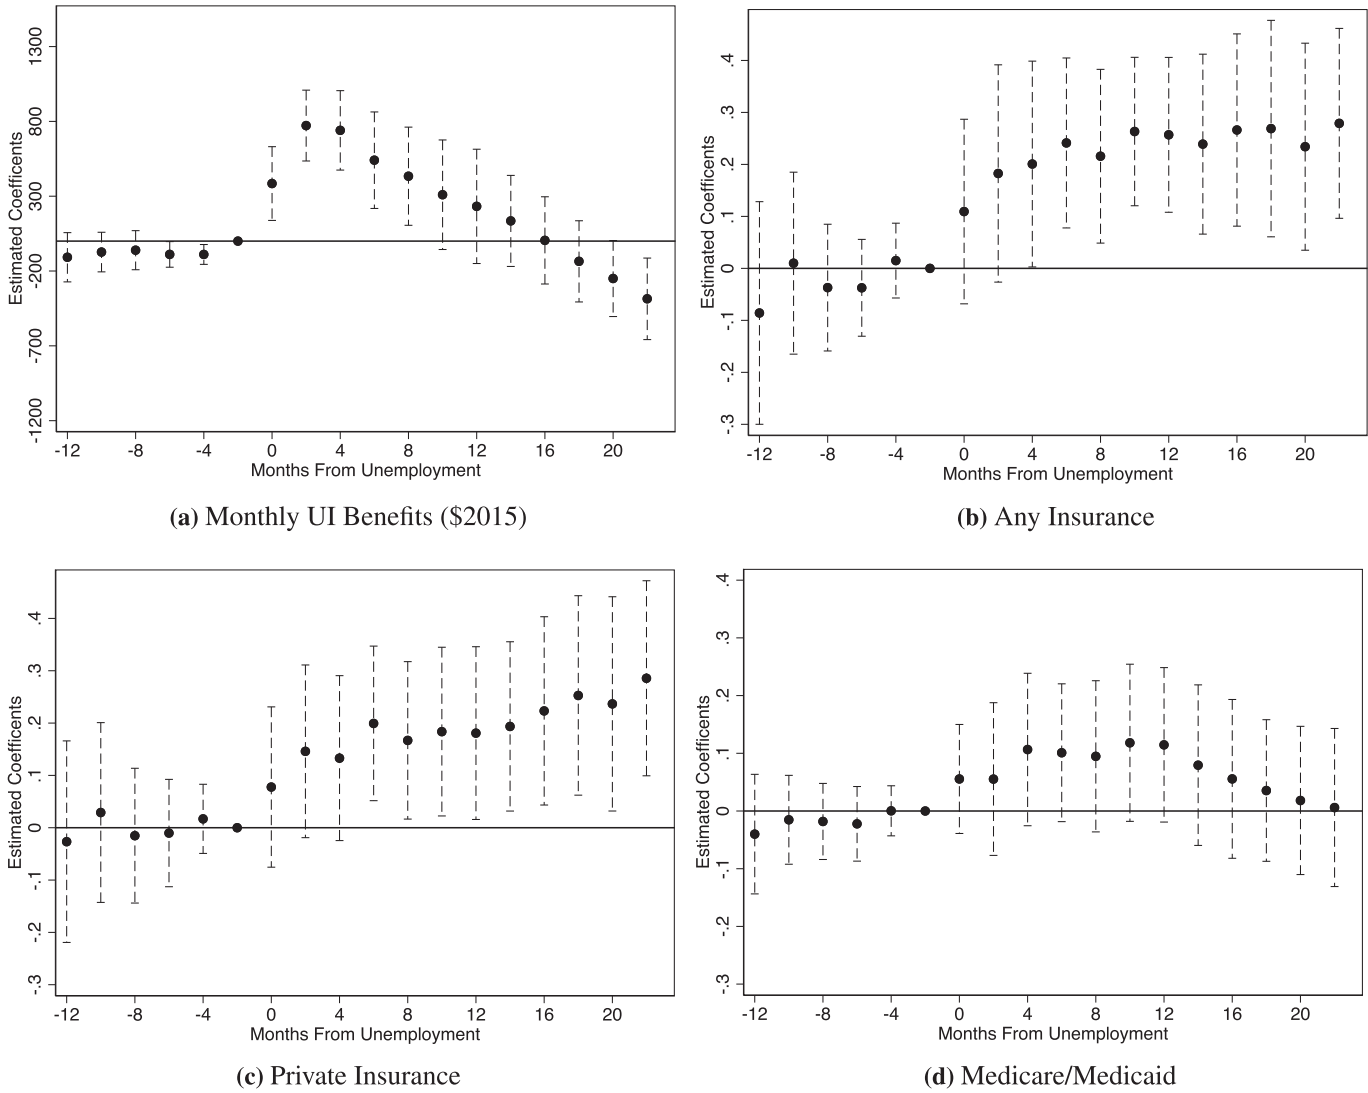 Estimated Coefficents
1300
800
300
-200
-700
-1200
-12 -8 -4 0 4 8 12 16 20
Months From Unemployment
(a) Monthly UI Benefits ($2015)
Estimated Coefficents
.4
.3
.2
.1
0
-.1
-.2
-.3
-12 -8 -4 0 4 8 12 16 20
Months From Unemployment
(b) Any Insurance
Estimated Coefficents
.4
.3
.2
.1
0
-.1
-.2
-.3
-12 -8 -4 0 4 8 12 16 20
Months From Unemployment
(c) Private Insurance
Estimated Coefficents
.4
.3
.2
.1
0
-.1
-.2
-.3
-12 -8 -4 0 4 8 12 16 20
Months From Unemployment
(d) Medicare/Medicaid